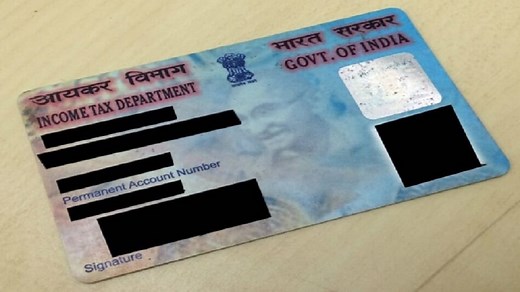 आयकर विभाग
INCOME TAX DEPARTMENT
भारत सरकार
GOVT. OF INDIA
Permanent Account Number
Signature